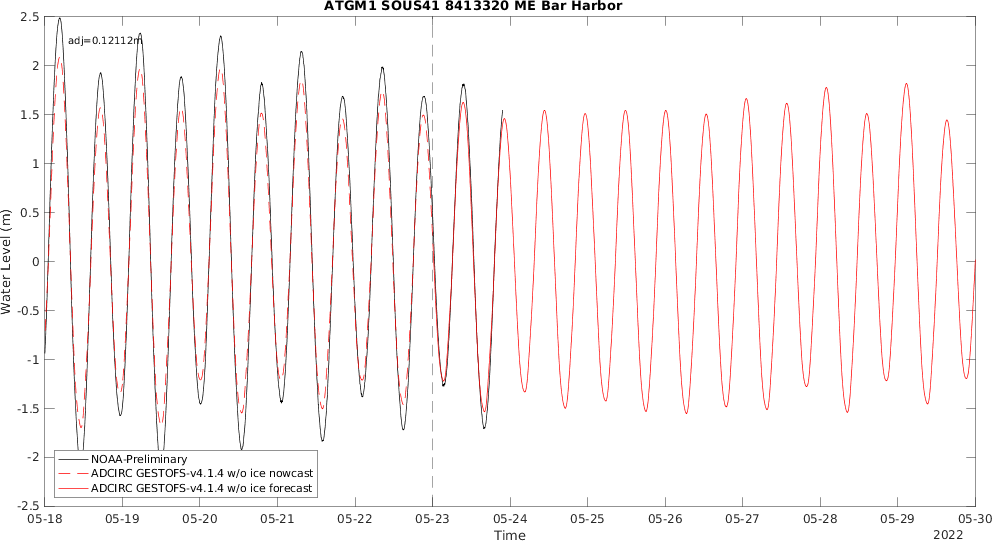 ATGM1 SOUS41 8413320 ME Bar Harbor
2.5
adj=0.12112m
2
1.5
1
0.5
0
-0.5
-1
-1.5
-2
-2.5
Water Level (m)
NOAA-Preliminary
ADCIRC GESTOFS-v4.1.4 w/o ice nowcast
ADCIRC GESTOFS-v4.1.4 w/o ice forecast
05-18 05-19 05-20 05-21 05-22 05-23 05-24 05-25 05-26 05-27 05-28 05-29 05-30
Time
2022